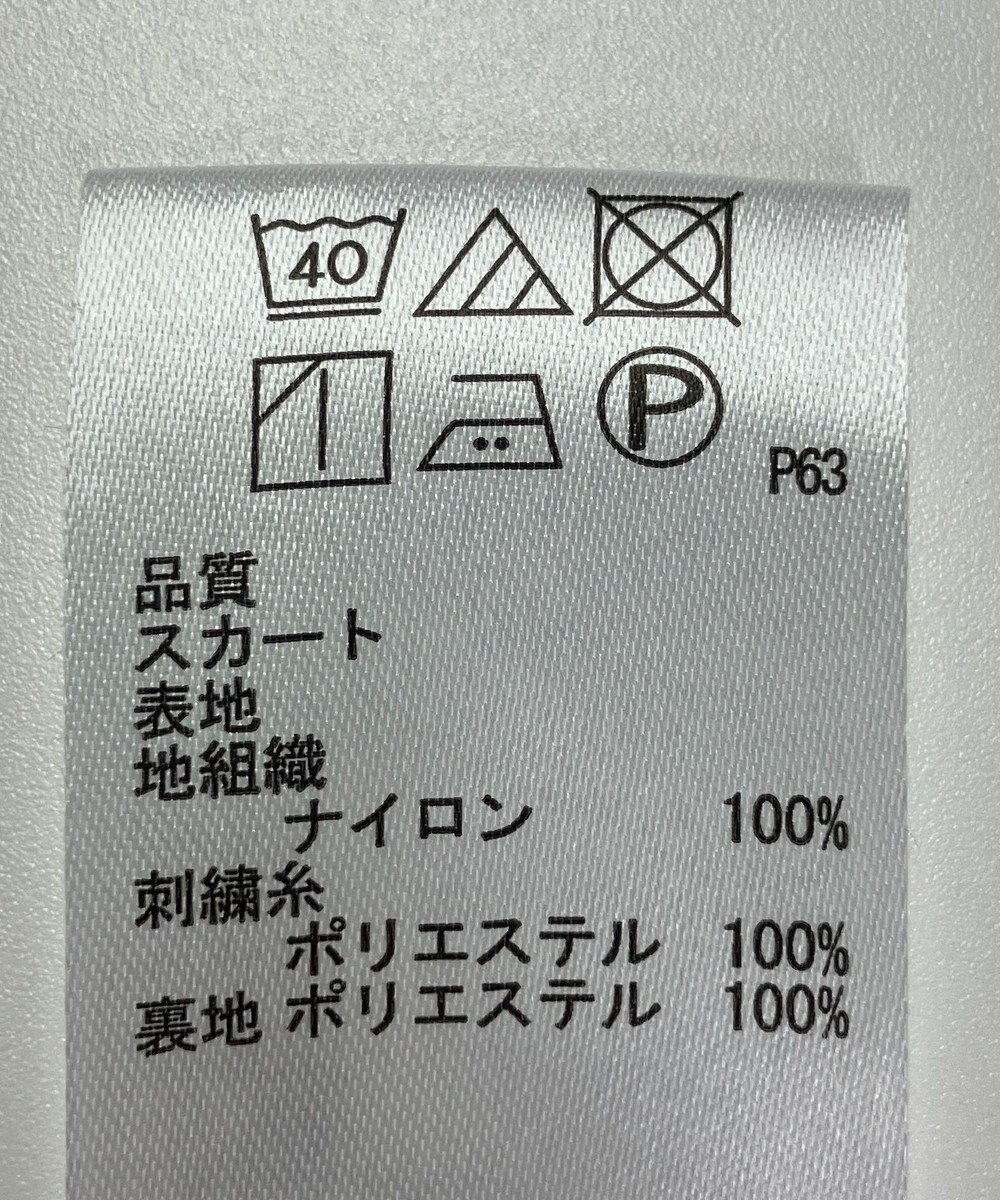 40
P
P63
品質
スカート
表地
地組織
ナイロン 100%
刺繍糸
ポリエステル 100%
裏地 ポリエステル 100%